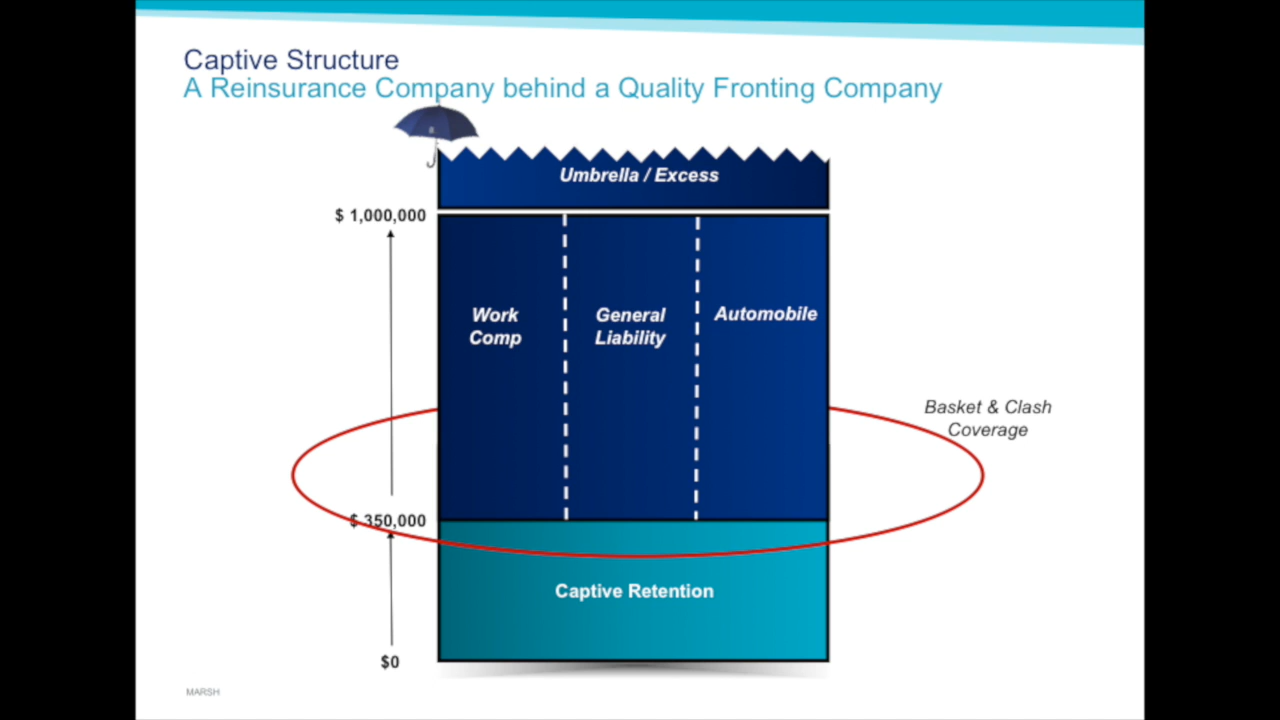 Captive Structure
A Reinsurance Company behind a Quality Fronting Company
Umbrella / Excess
$ 1,000,000
Work
Comp
General
Liability
Automobile
Basket & Clash
Coverage
$ 350,000
Captive Retention
$0
MARSH